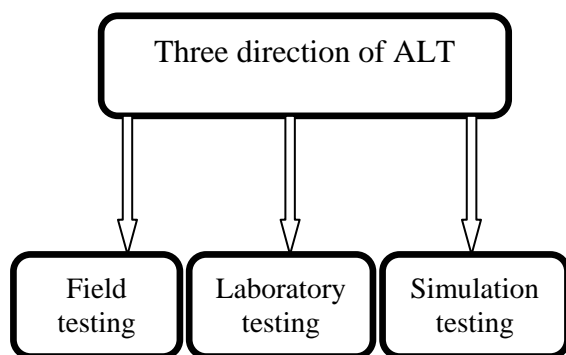 Three direction of ALT
Field
testing
Laboratory
testing
Simulation
testing